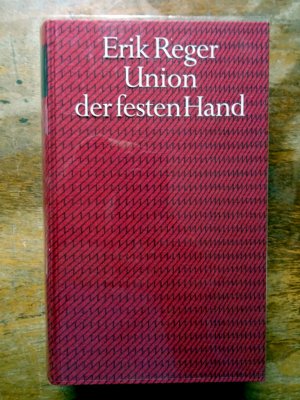 Erik Reger
Union
der festen Hand